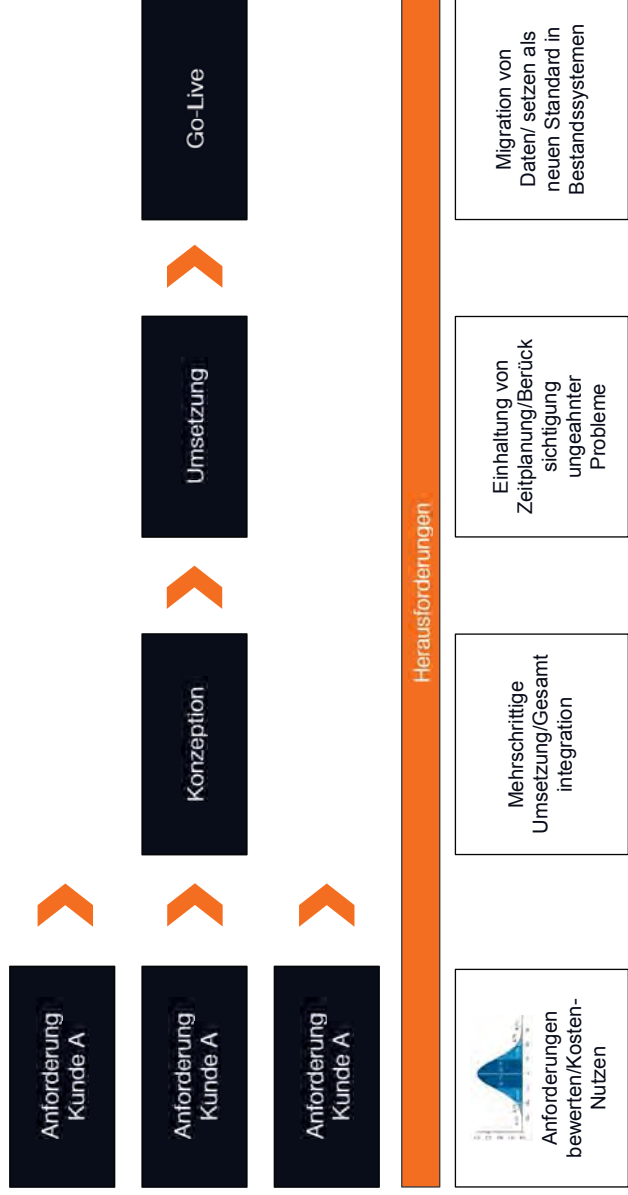 Anforderung
Kunde A
Anforderung
Kunde A
Anforderung
Kunde A
Konzeption
Umsetzung
Go-Live
Herausforderungen
Anforderungen
bewerten/Kosten-
Nutzen
Mehrschrittige
Umsetzung/Gesamt
integration
Einhaltung von
Zeitplanung/Berück
sichtigung
ungeahnter
Probleme
Migration von
Daten/ setzen als
neuen Standard in
Bestandssystemen